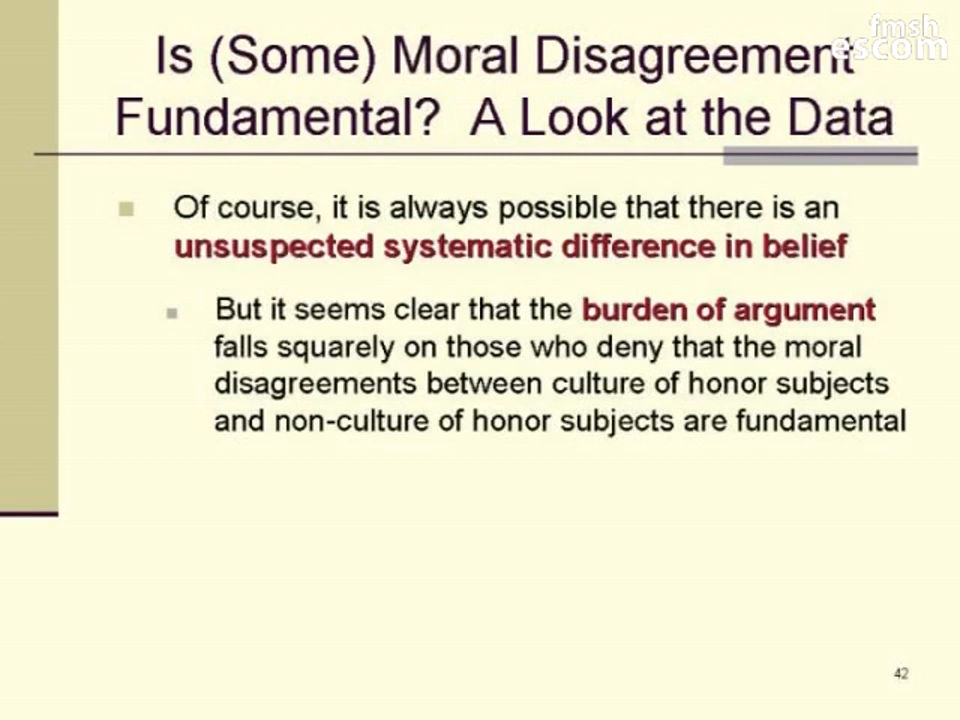 fmsh
escom
Is (Some) Moral Disagreement
Fundamental? A Look at the Data
Of course, it is always possible that there is an
unsuspected systematic difference in belief
But it seems clear that the burden of argument
falls squarely on those who deny that the moral
disagreements between culture of honor subjects
and non-culture of honor subjects are fundamental
42